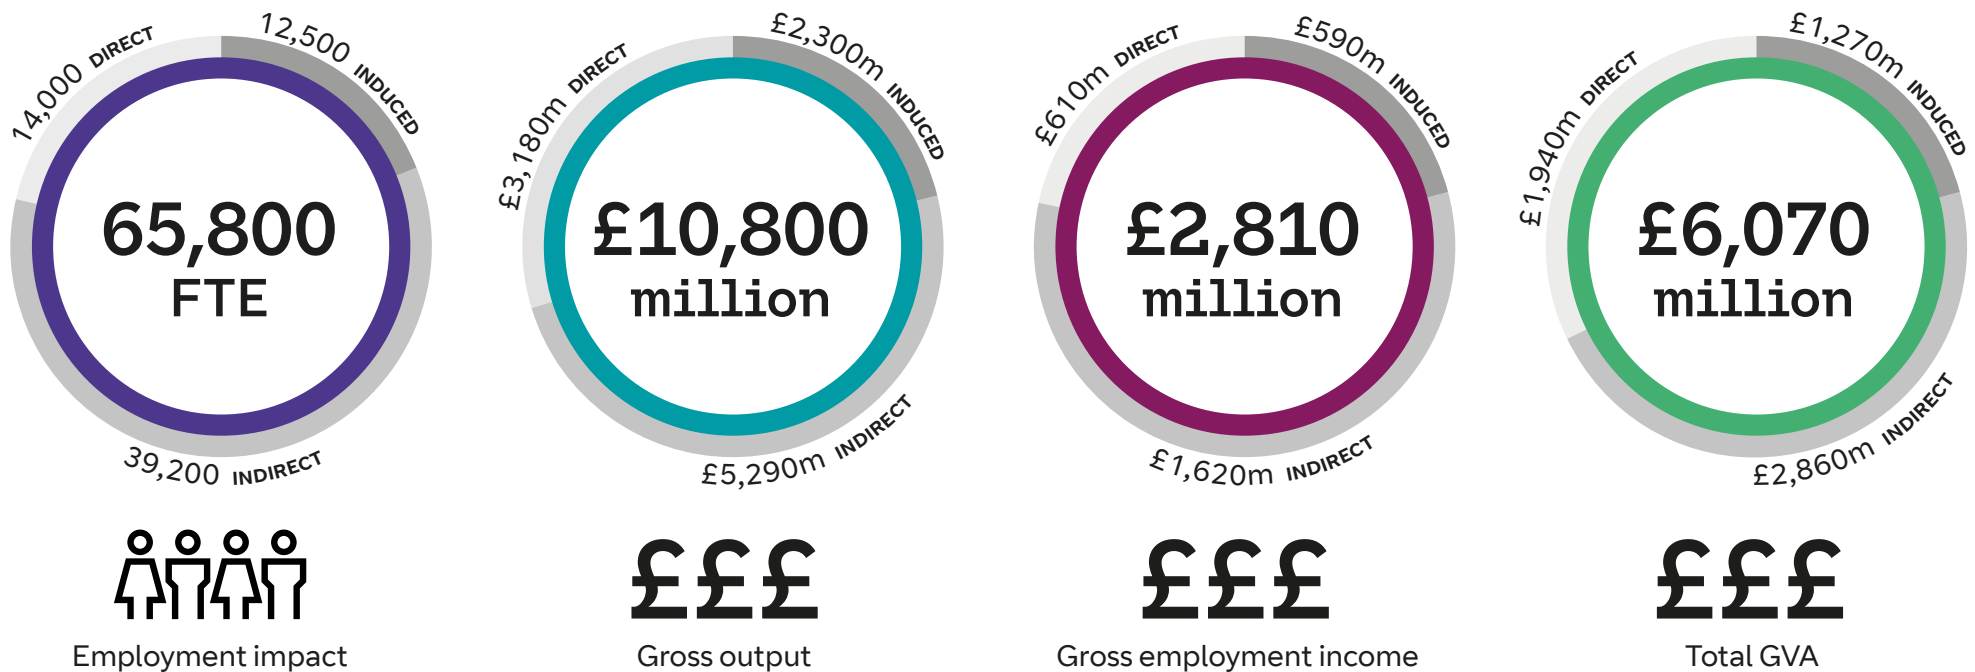 14,000 DIRECT
12,500 INDUCED
65,800
FTE
39,200 INDIRECT
Employment impact
£3,180m DIRECT
£2,300m INDUCED
£10,800
million
£5,290m INDIRECT
£££
Gross output
£610m DIRECT
£590m INDUCED
£2,810
million
£1,620m INDIRECT
£££
Gross employment income
£1,940m DIRECT
£1,270m INDUCED
£6,070
million
£2,860m INDIRECT
£££
Total GVA